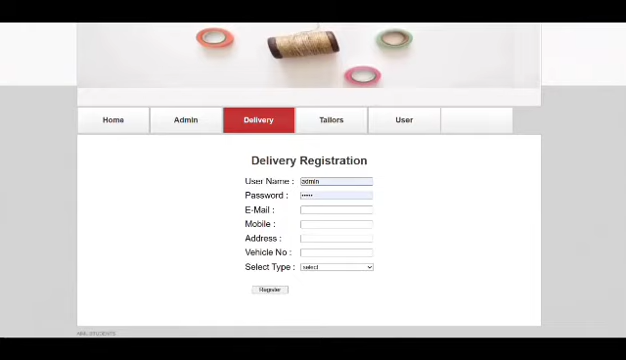 Home Admin Delivery Tailors User
Delivery Registration
User Name : admin
Password : •••••
E-Mail :
Mobile :
Address :
Vehicle No :
Select Type : select
Register